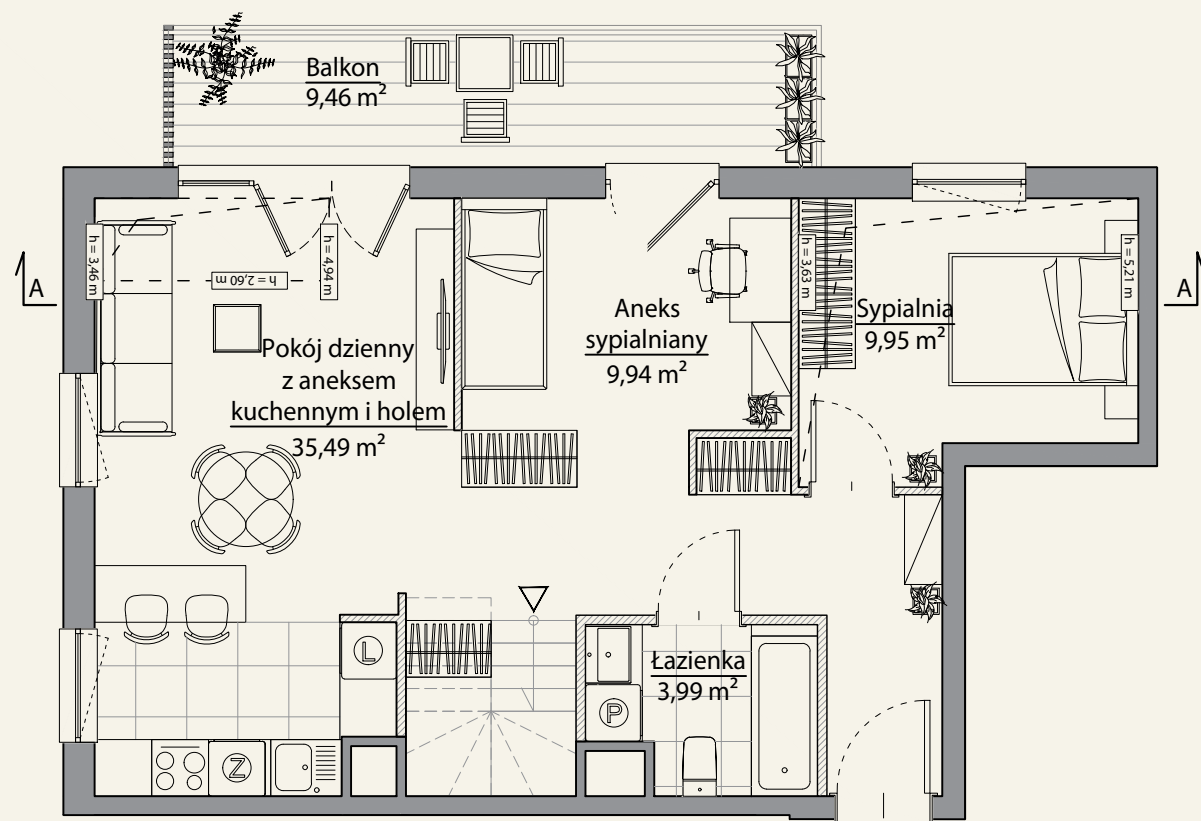 Balkon
9,46 m²
A
h = 3,46 m
h = 2,60 m
h = 4,94 m
Pokój dzienny
z aneksem
kuchennym i holem
35,49 m²
Aneks
sypialniany
9,94 m²
h = 3,63 m
Sypialnia
9,95 m²
h = 5,21 m
A
L
Z
Łazienka
3,99 m²
P